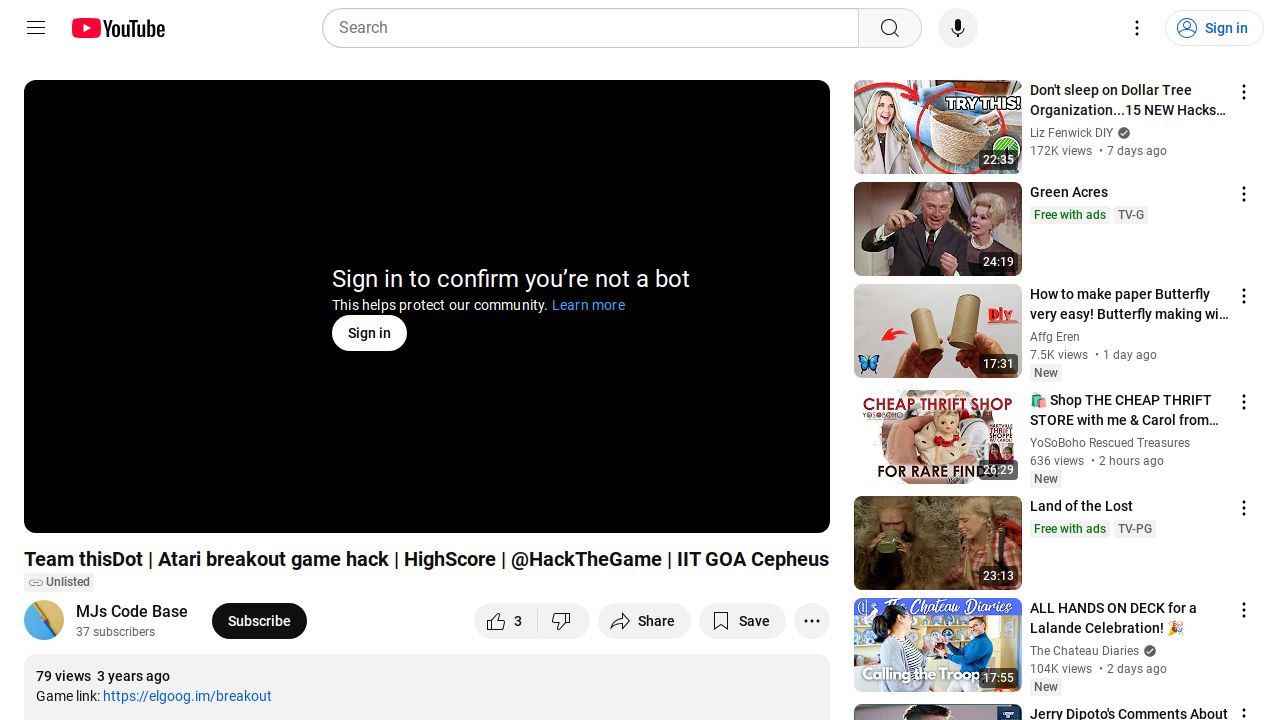 YouTube
Search
Sign in
Sign in to confirm you’re not a bot
This helps protect our community. Learn more
Sign in
Team thisDot | Atari breakout game hack | HighScore | @HackTheGame | IIT GOA Cepheus
Unlisted
MJs Code Base
37 subscribers
Subscribe
3
Share
Save
79 views 3 years ago
Game link: https://elgoog.im/breakout
TRY THIS!
22:35
Don't sleep on Dollar Tree
Organization...15 NEW Hacks…
Liz Fenwick DIY
172K views • 7 days ago
24:19
Green Acres
Free with ads TV-G
Diy
17:31
How to make paper Butterfly
very easy! Butterfly making wi…
Affg Eren
7.5K views • 1 day ago
New
CHEAP THRIFT SHOP
YOSOBOHO
HARTVILLE
THRIFT
SHOPPE
W/ CAROL!
FOR RARE FINDS!
26:29
🛍️ Shop THE CHEAP THRIFT
STORE with me & Carol from…
YoSoBoho Rescued Treasures
636 views • 2 hours ago
New
23:13
Land of the Lost
Free with ads TV-PG
The Chateau Diaries
Calling the Troop
17:55
ALL HANDS ON DECK for a
Lalande Celebration! 🎉
The Chateau Diaries
104K views • 2 days ago
New
Jerry Dipoto's Comments About